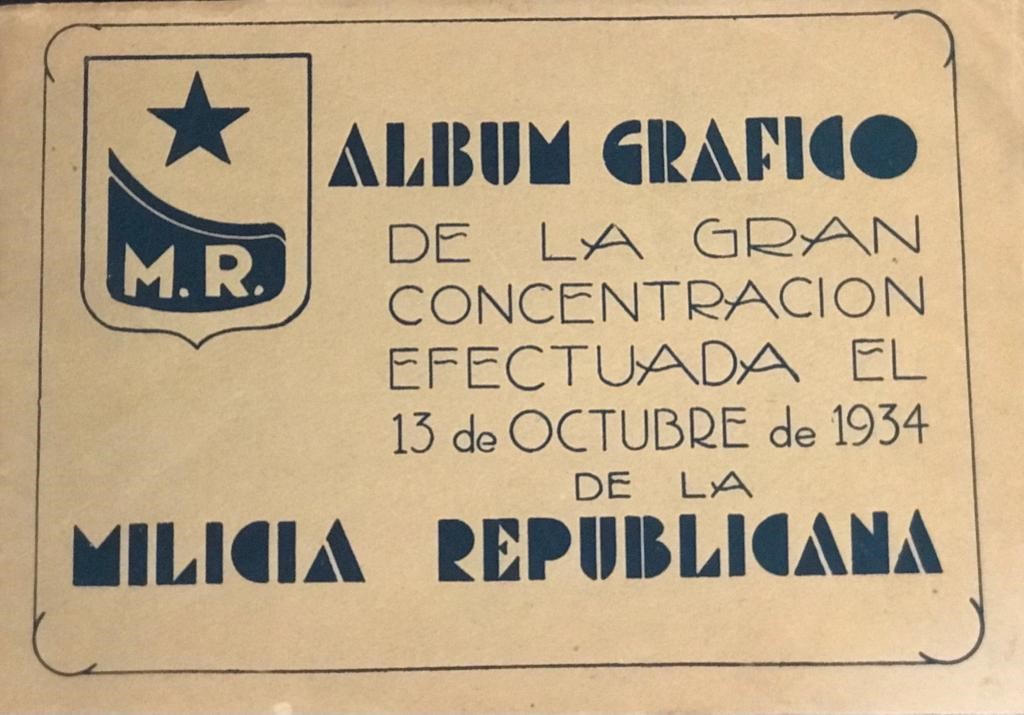 M. R.
ALBUM GRAFICO
DE LA GRAN
CONCENTRACION
EFECTUADA EL
13 de OCTUBRE de 1934
DE LA
MILICIA REPUBLICANA